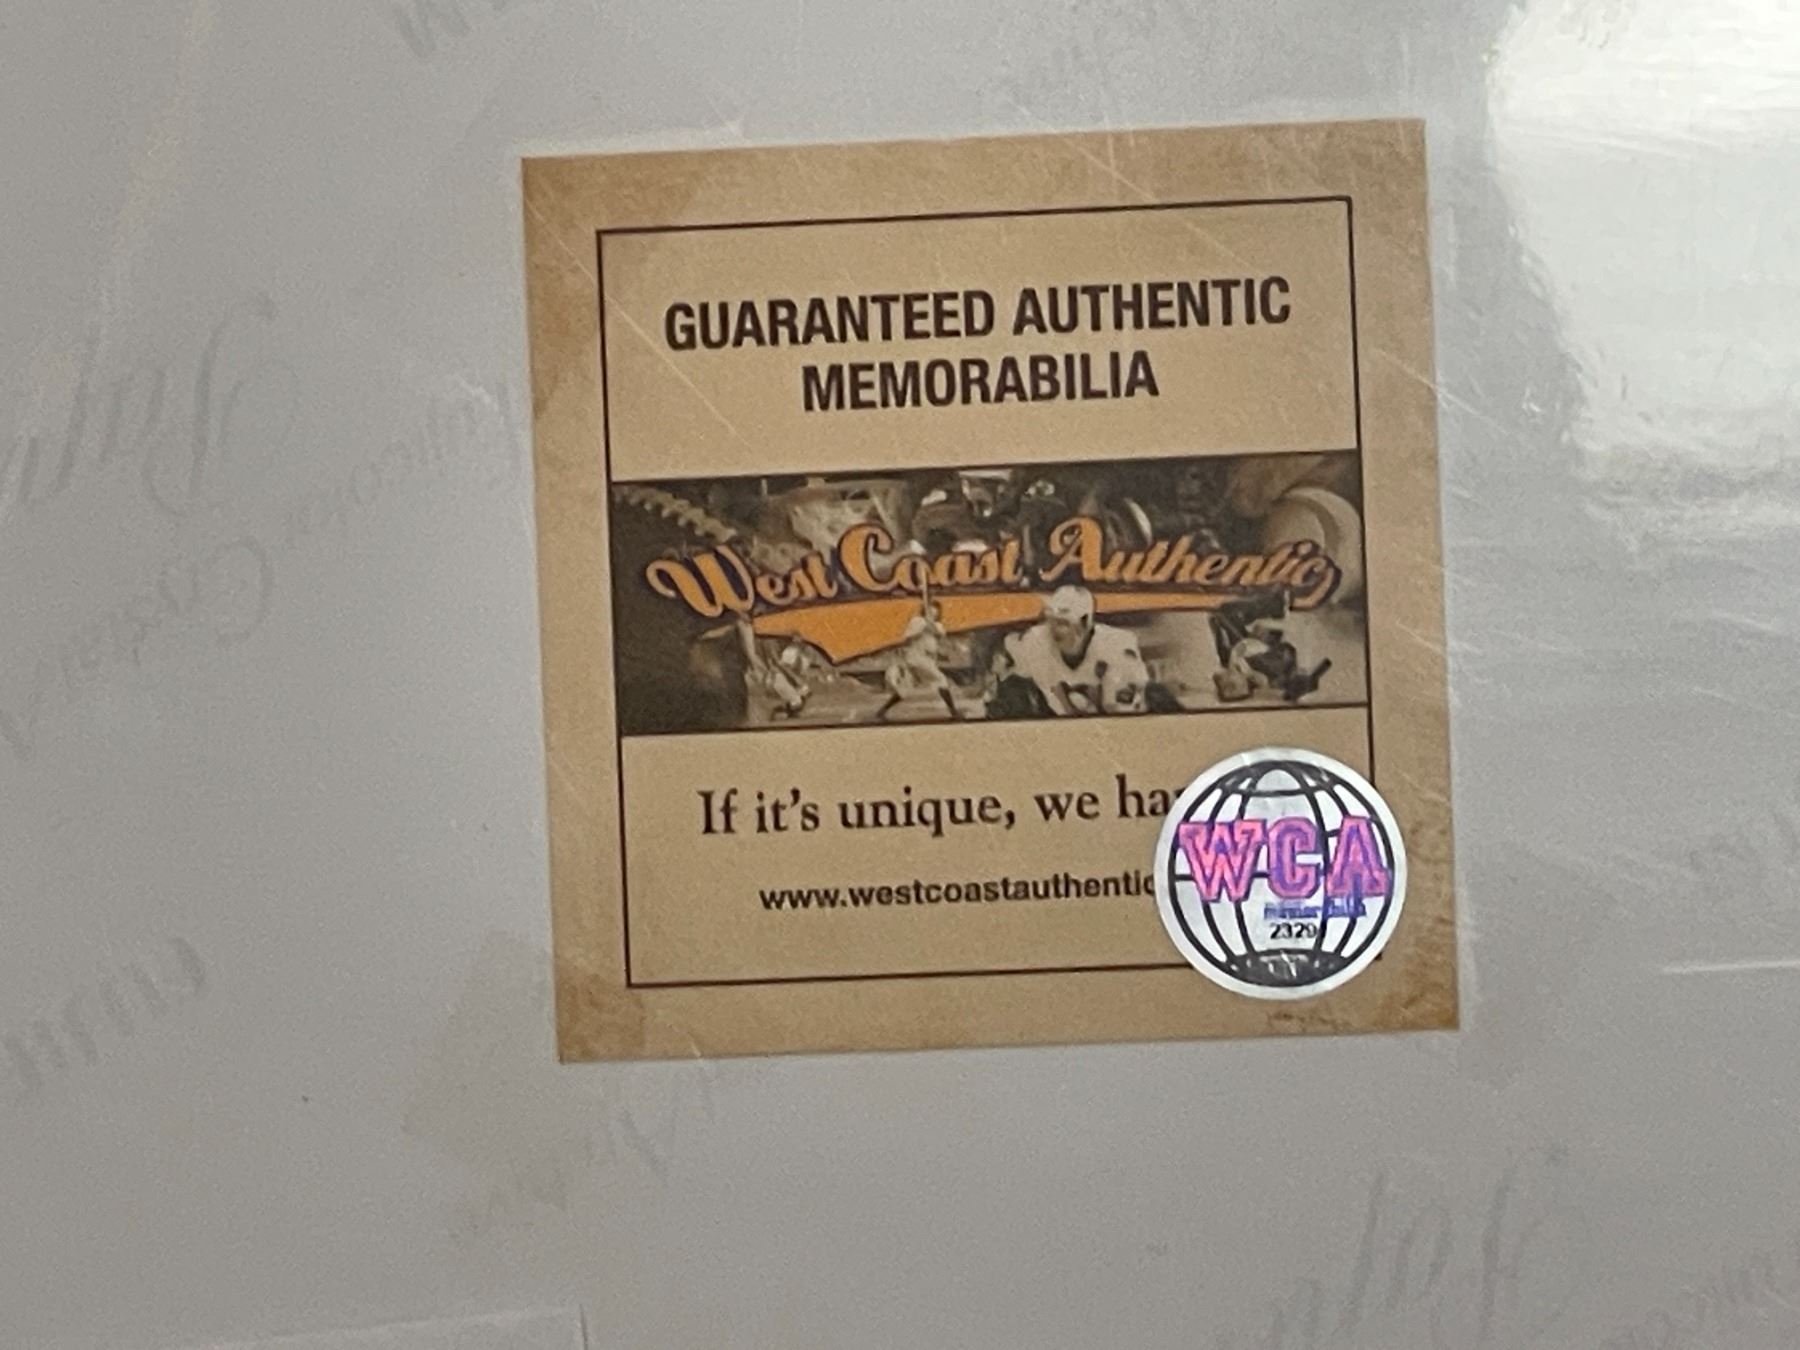 GUARANTEED AUTHENTIC
MEMORABILIA
West Coast Authentic
If it's unique, we ha
www.westcoastauthentic
WCA
memorabilia
2329